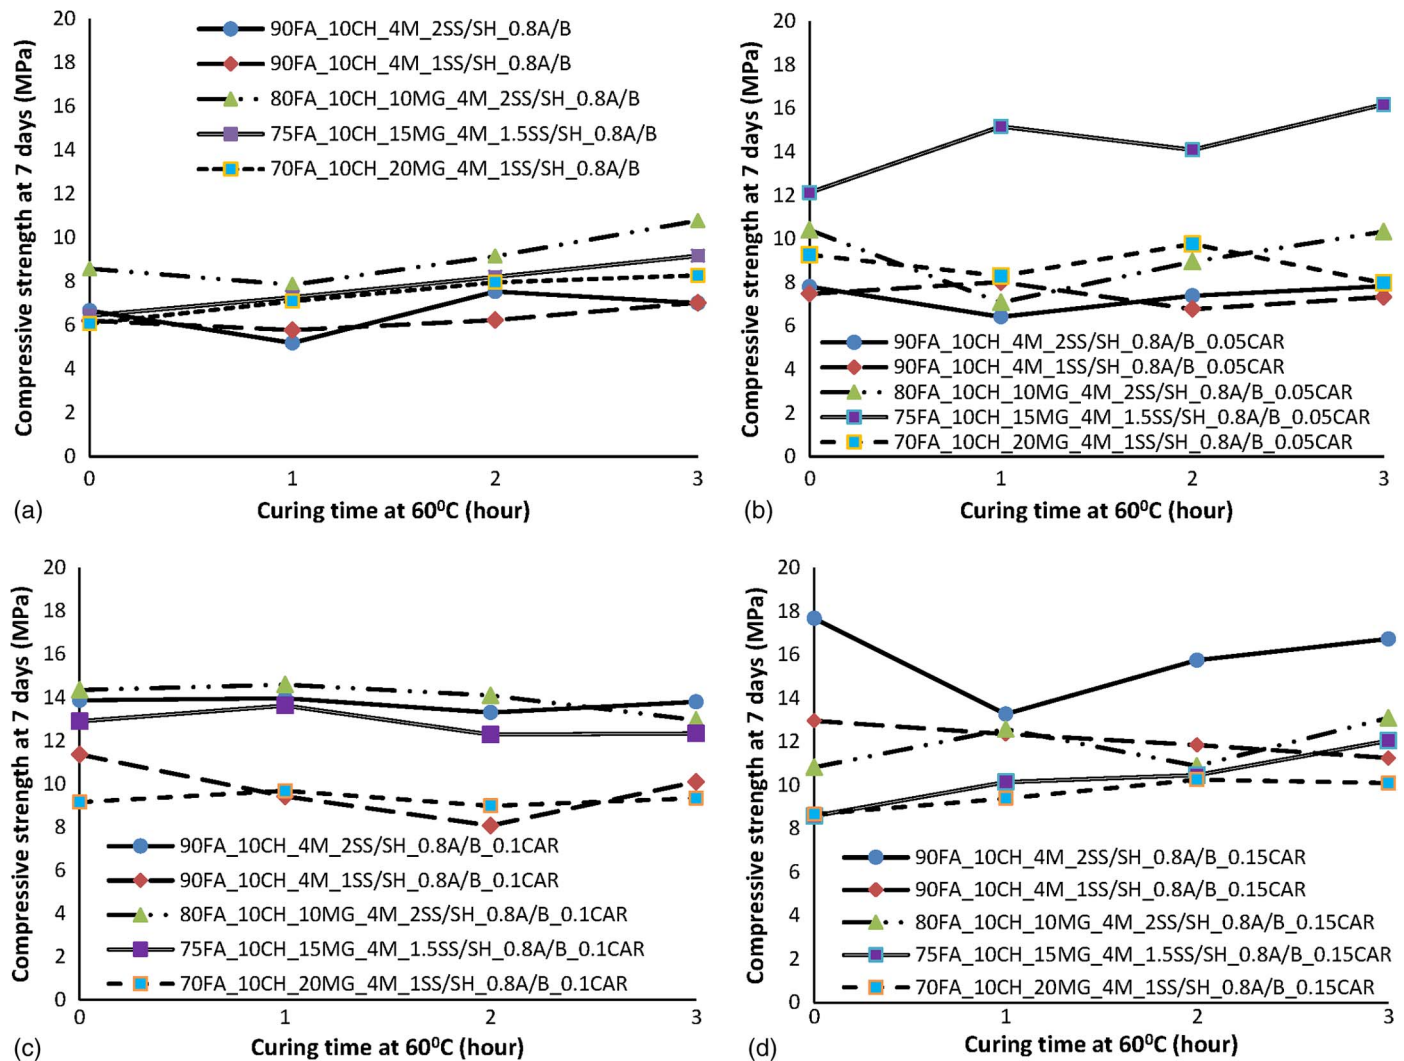 Compressive strength at 7 days (MPa)
20
18
16
14
12
10
8
6
4
2
0
90FA_10CH_4M_2SS/SH_0.8A/B
90FA_10CH_4M_1SS/SH_0.8A/B
80FA_10CH_10MG_4M_2SS/SH_0.8A/B
75FA_10CH_15MG_4M_1.5SS/SH_0.8A/B
70FA_10CH_20MG_4M_1SS/SH_0.8A/B
0 1 2 3
(a) Curing time at 60⁰C (hour)
Compressive strength at 7 days (MPa)
20
18
16
14
12
10
8
6
4
2
0
90FA_10CH_4M_2SS/SH_0.8A/B_0.05CAR
90FA_10CH_4M_1SS/SH_0.8A/B_0.05CAR
80FA_10CH_10MG_4M_2SS/SH_0.8A/B_0.05CAR
75FA_10CH_15MG_4M_1.5SS/SH_0.8A/B_0.05CAR
70FA_10CH_20MG_4M_1SS/SH_0.8A/B_0.05CAR
0 1 2 3
(b) Curing time at 60⁰C (hour)
Compressive strength at 7 days (MPa)
20
18
16
14
12
10
8
6
4
2
0
90FA_10CH_4M_2SS/SH_0.8A/B_0.1CAR
90FA_10CH_4M_1SS/SH_0.8A/B_0.1CAR
80FA_10CH_10MG_4M_2SS/SH_0.8A/B_0.1CAR
75FA_10CH_15MG_4M_1.5SS/SH_0.8A/B_0.1CAR
70FA_10CH_20MG_4M_1SS/SH_0.8A/B_0.1CAR
0 1 2 3
(c) Curing time at 60⁰C (hour)
Compressive strength at 7 days (MPa)
20
18
16
14
12
10
8
6
4
2
0
90FA_10CH_4M_2SS/SH_0.8A/B_0.15CAR
90FA_10CH_4M_1SS/SH_0.8A/B_0.15CAR
80FA_10CH_10MG_4M_2SS/SH_0.8A/B_0.15CAR
75FA_10CH_15MG_4M_1.5SS/SH_0.8A/B_0.15CAR
70FA_10CH_20MG_4M_1SS/SH_0.8A/B_0.15CAR
0 1 2 3
(d) Curing time at 60⁰C (hour)